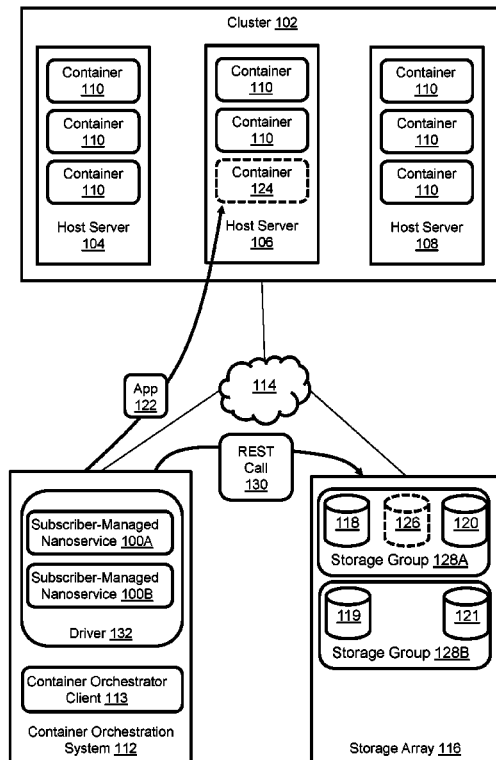 Cluster 102
Container
110
Container
110
Container
110
Host Server
104
Container
110
Container
110
Container
124
Host Server
106
Container
110
Container
110
Container
110
Host Server
108
114
App
122
REST
Call
130
Subscriber-Managed
Nanoservice 100A
Subscriber-Managed
Nanoservice 100B
Driver 132
Container Orchestrator
Client 113
Container Orchestration
System 112
118
126
120
Storage Group 128A
119
121
Storage Group 128B
Storage Array 116